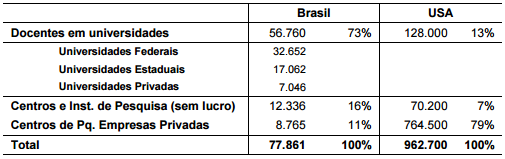 Brasil USA
Docentes em universidades 56.760 73% 128.000 13%
Universidades Federais 32.652
Universidades Estaduais 17.062
Universidades Privadas 7.046
Centros e Inst. de Pesquisa (sem lucro) 12.336 16% 70.200 7%
Centros de Pq. Empresas Privadas 8.765 11% 764.500 79%
Total 77.861 100% 962.700 100%